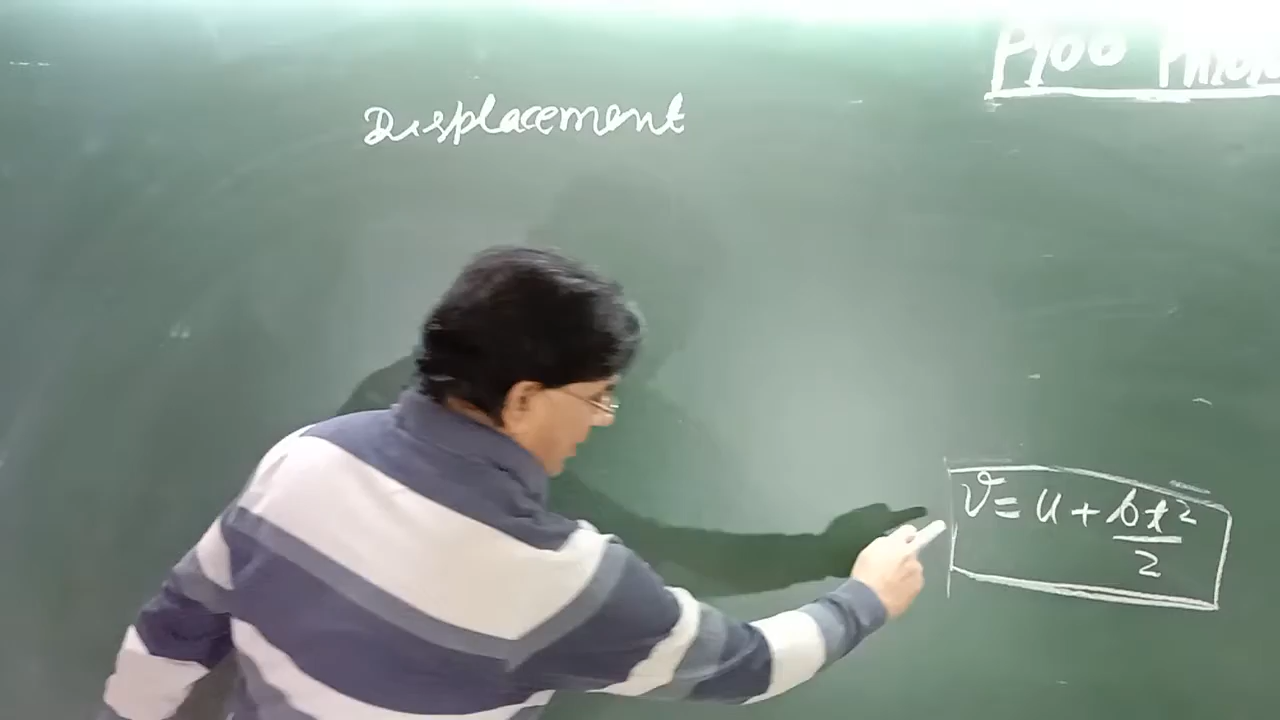 Displacement
v = u + bt²
2